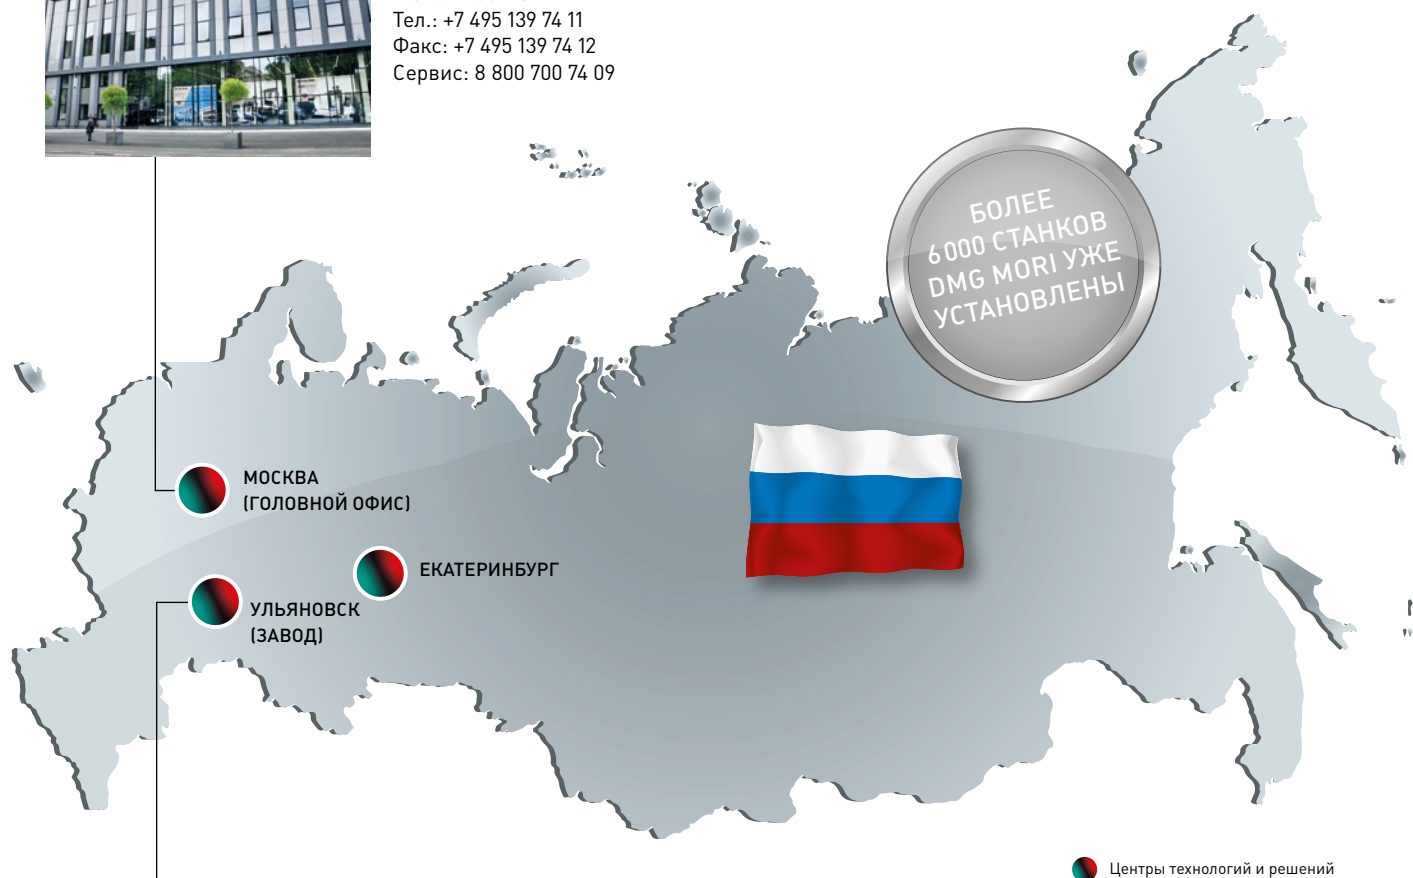 Тел.: +7 495 139 74 11
Факс: +7 495 139 74 12
Сервис: 8 800 700 74 09
БОЛЕЕ
6 000 СТАНКОВ
DMG MORI УЖЕ
УСТАНОВЛЕНЫ
МОСКВА
(ГОЛОВНОЙ ОФИС)
ЕКАТЕРИНБУРГ
УЛЬЯНОВСК
(ЗАВОД)
Центры технологий и решений